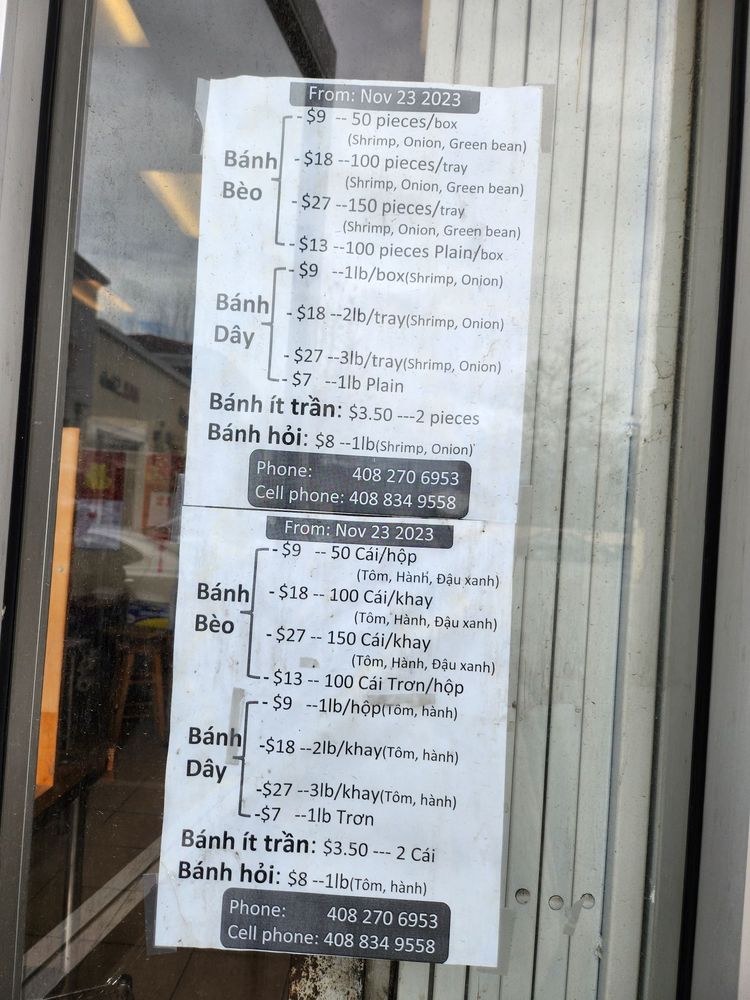 From: Nov 23 2023
Bánh Bèo
- $9 -- 50 pieces/box
(Shrimp, Onion, Green bean)
- $18 --100 pieces/tray
(Shrimp, Onion, Green bean)
- $27 --150 pieces/tray
(Shrimp, Onion, Green bean)
- $13 --100 pieces Plain/box
Bánh Dây
- $9 --1lb/box(Shrimp, Onion)
- $18 --2lb/tray(Shrimp, Onion)
- $27 --3lb/tray(Shrimp, Onion)
- $7 --1lb Plain
Bánh ít trần: $3.50 ---2 pieces
Bánh hỏi: $8 --1lb(Shrimp, Onion)
Phone: 408 270 6953
Cell phone: 408 834 9558
From: Nov 23 2023
Bánh Bèo
- $9 -- 50 Cái/hộp
(Tôm, Hành, Đậu xanh)
- $18 -- 100 Cái/khay
(Tôm, Hành, Đậu xanh)
- $27 -- 150 Cái/khay
(Tôm, Hành, Đậu xanh)
- $13 -- 100 Cái Trơn/hộp
Bánh Dây
- $9 --1lb/hộp(Tôm, hành)
-$18 --2lb/khay(Tôm, hành)
-$27 --3lb/khay(Tôm, hành)
-$7 --1lb Trơn
Bánh ít trần: $3.50 --- 2 Cái
Bánh hỏi: $8 --1lb(Tôm, hành)
Phone: 408 270 6953
Cell phone: 408 834 9558